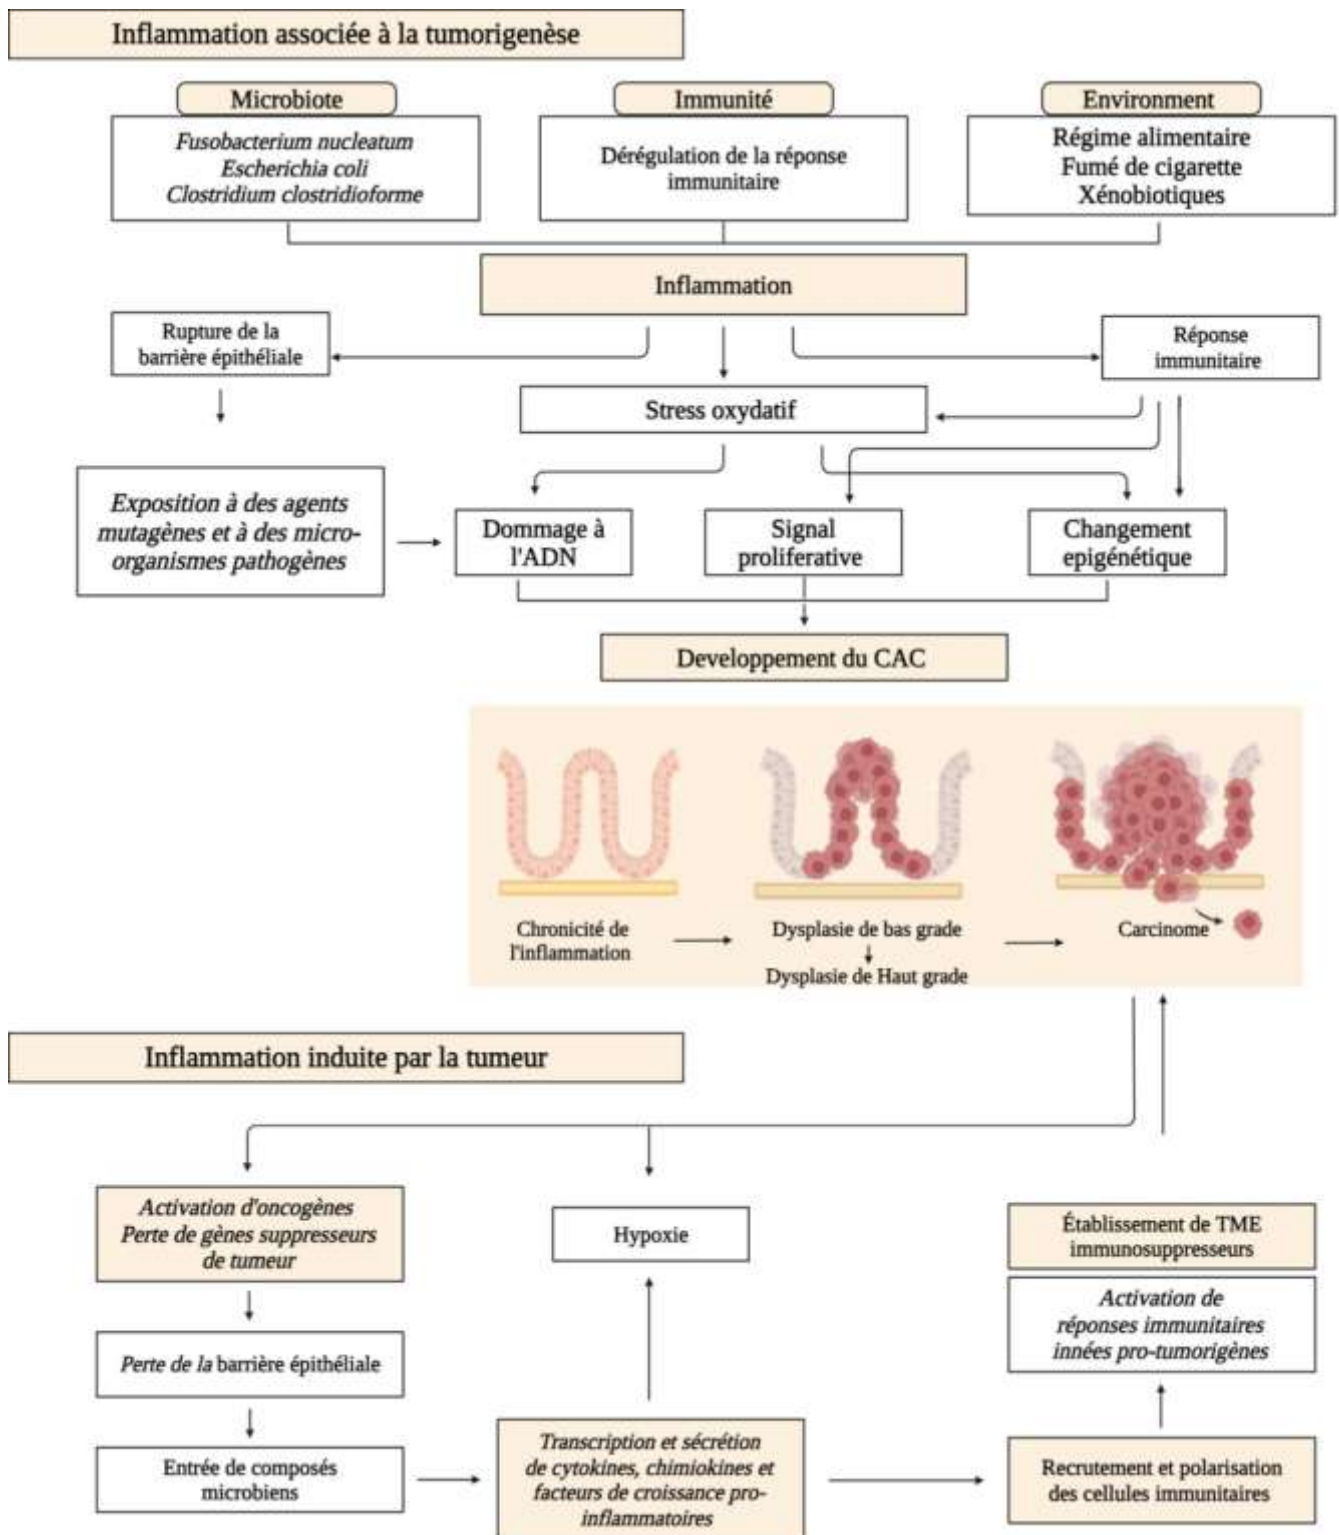 Inflammation associée à la tumorigenèse
Microbiote
Fusobacterium nucleatum
Escherichia coli
Clostridium clostridioforme
Immunité
Dérégulation de la réponse
immunitaire
Environment
Régime alimentaire
Fumé de cigarette
Xénobiotiques
Inflammation
Rupture de la
barrière épithéliale
Réponse
immunitaire
Stress oxydatif
Exposition à des agents
mutagènes et à des micro-
organismes pathogènes
Dommage à
l'ADN
Signal
proliferative
Changement
epigénétique
Developpement du CAC
Chronicité de
l'inflammation
Dysplasie de bas grade
Dysplasie de Haut grade
Carcinome
Inflammation induite par la tumeur
Activation d'oncogènes
Perte de gènes suppresseurs
de tumeur
Hypoxie
Établissement de TME
immunosuppresseurs
Activation de
réponses immunitaires
innées pro-tumorigènes
Perte de la barrière épithéliale
Entrée de composés
microbiens
Transcription et sécrétion
de cytokines, chimiokines et
facteurs de croissance pro-
inflammatoires
Recrutement et polarisation
des cellules immunitaires